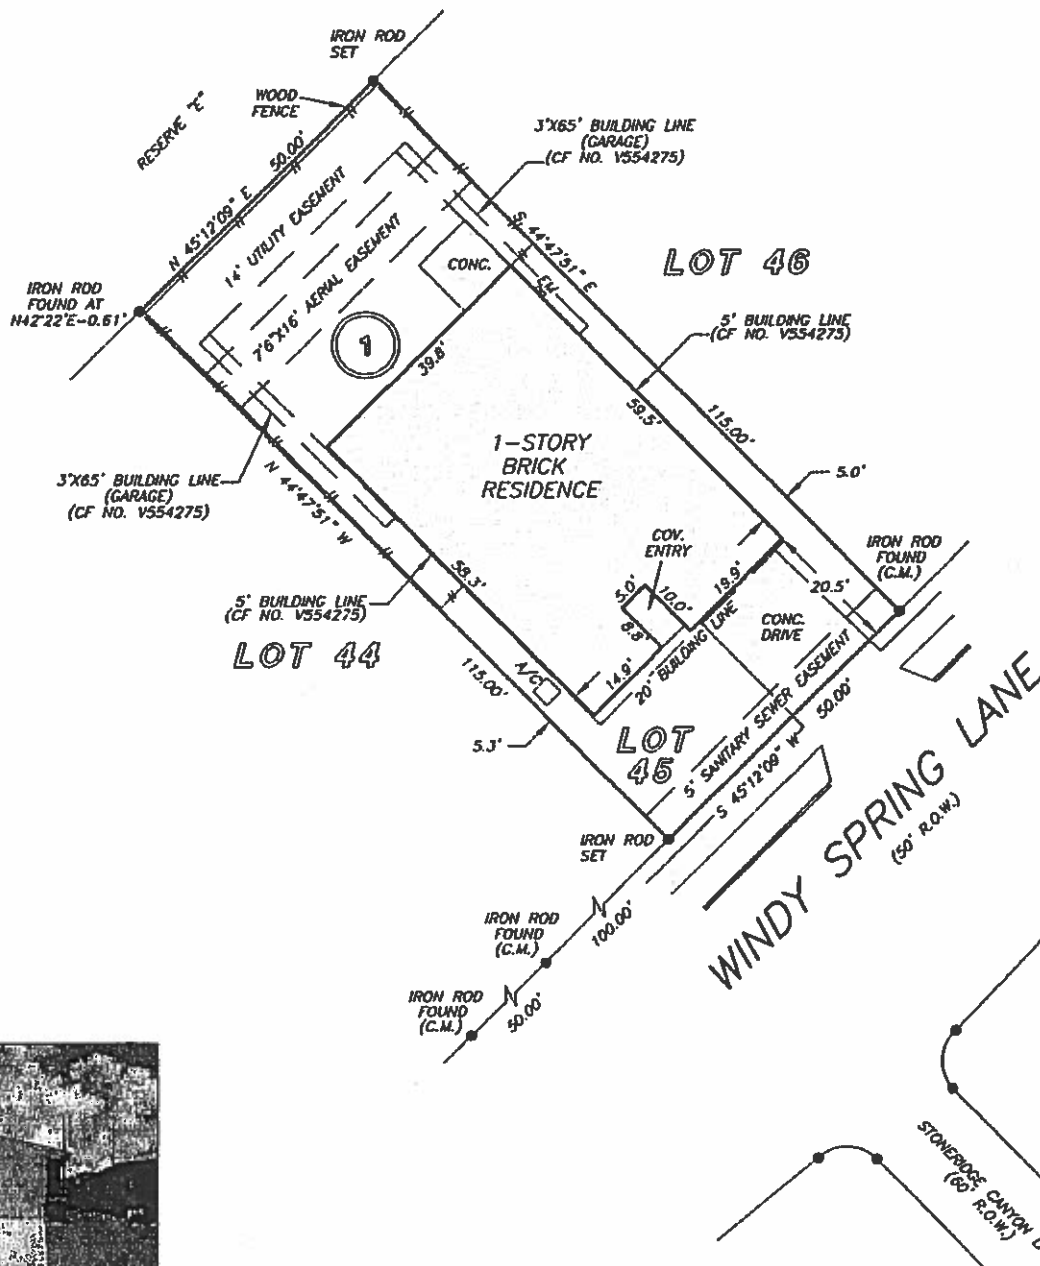 IRON ROD
SET
WOOD
FENCE
RESERVE "E"
50.00'
N 45°12'09" E
3'X65' BUILDING LINE
(GARAGE)
(CF NO. V554275)
14' UTILITY EASEMENT
7'6"X16' AERIAL EASEMENT
CONC.
S 44°47'51" E
LOT 46
IRON ROD
FOUND AT
N42°22'E-0.61'
1
39.8'
5' BUILDING LINE
(CF NO. V554275)
59.5'
115.00'
1-STORY
BRICK
RESIDENCE
5.0'
3'X65' BUILDING LINE
(GARAGE)
(CF NO. V554275)
N 44°47'51" W
COV.
ENTRY
IRON ROD
FOUND
(C.M.)
58.3'
5.0'
10.0'
19.9'
20.5'
8.8'
5' BUILDING LINE
(CF NO. V554275)
CONC.
DRIVE
LOT 44
115.00'
A/C
14.9'
20' BUILDING LINE
5' SANITARY SEWER EASEMENT
50.00'
5.3'
LOT
45
S 45°12'09" W
IRON ROD
SET
WINDY SPRING LANE
(50' R.O.W.)
IRON ROD
FOUND
(C.M.)
100.00'
IRON ROD
FOUND
(C.M.)
50.00'
STONERIDGE CANYON
(60' R.O.W.)